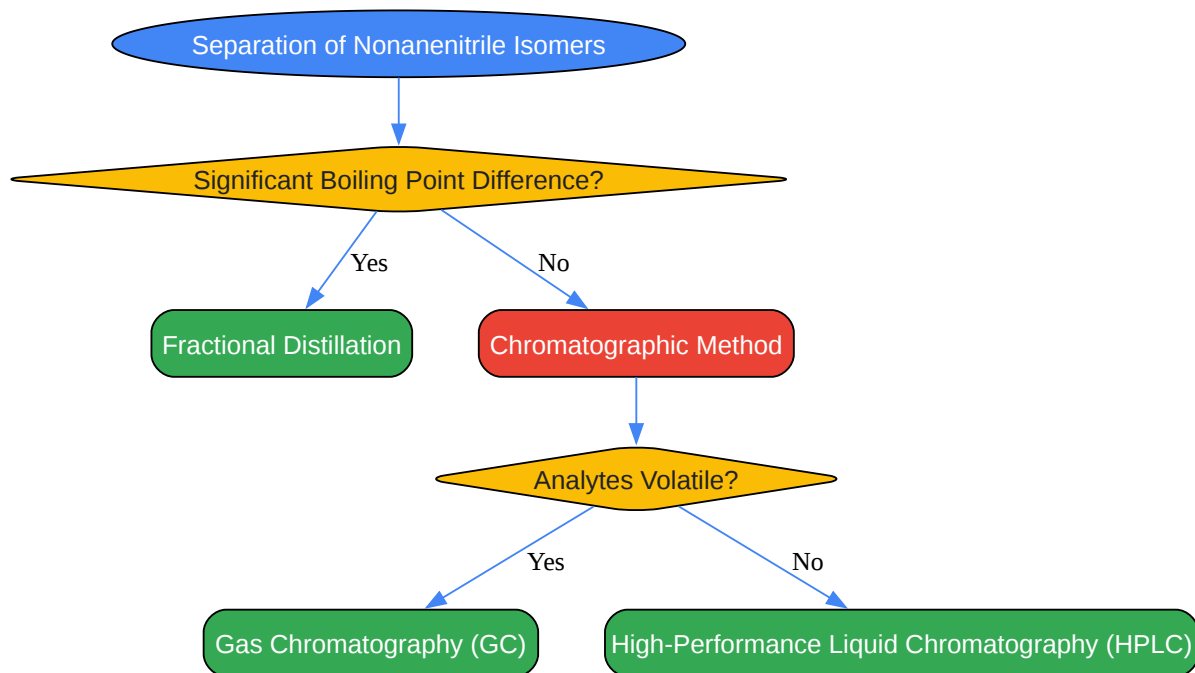 Separation of Nonanenitrile Isomers
Significant Boiling Point Difference?
Yes
No
Fractional Distillation
Chromatographic Method
Analytes Volatile?
Yes
No
Gas Chromatography (GC)
High-Performance Liquid Chromatography (HPLC)